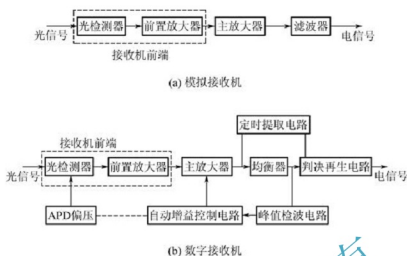 光检测器 前置放大器 主放大器 滤波器
光信号 电信号
接收机前端
(a) 模拟接收机
定时提取电路
接收机前端
光检测器 前置放大器 主放大器 均衡器 判决再生电路
光信号 电信号
APD偏压 自动增益控制电路 峰值检波电路
(b) 数字接收机